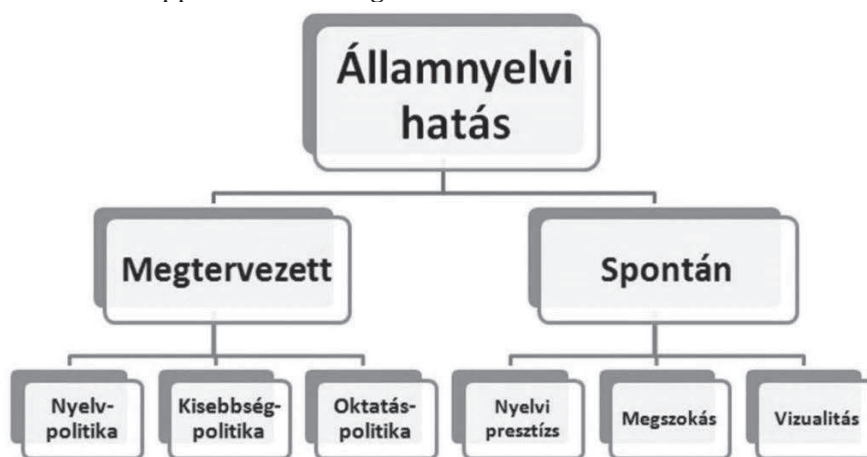 Államnyelvi
hatás
Megtervezett
Spontán
Nyelv-
politika
Kisebbség-
politika
Oktatás-
politika
Nyelvi
presztízs
Megszokás
Vizualitás